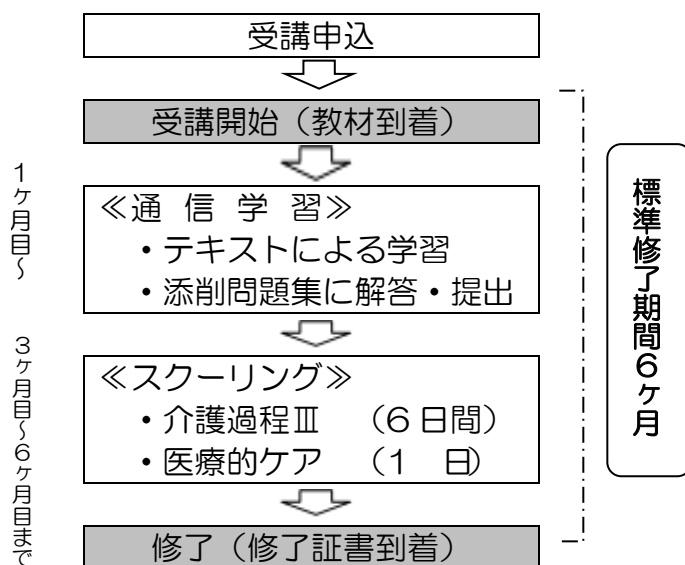 受講申込
受講開始（教材到着）
1ヶ月目～
≪通 信 学 習≫
・テキストによる学習
・添削問題集に解答・提出
3ヶ月目～6ヶ月目まで
≪スクーリング≫
・介護過程Ⅲ （6日間）
・医療的ケア （1 日）
修了（修了証書到着）
標準修了期間6ヶ月